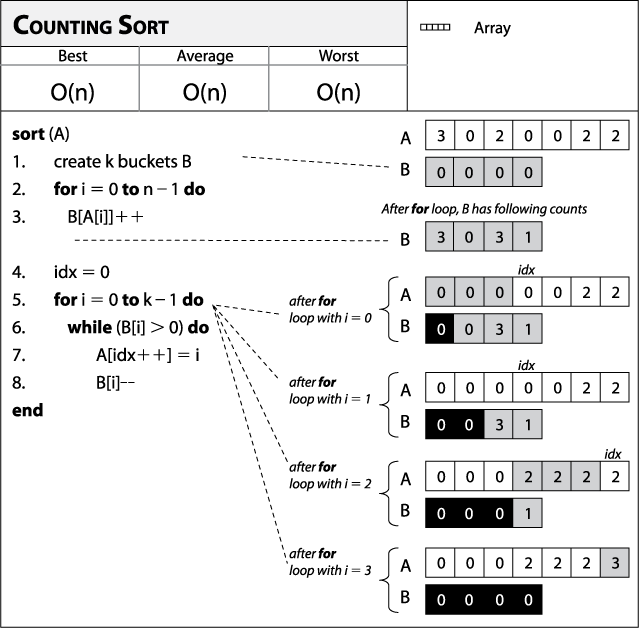 COUNTING SORT
Array
Best Average Worst
O(n) O(n) O(n)
sort (A)
1. create k buckets B
2. for i = 0 to n − 1 do
3. B[A[i]]++
4. idx = 0
5. for i = 0 to k − 1 do
6. while (B[i] > 0) do
7. A[idx++] = i
8. B[i]--
end
A 3 0 2 0 0 2 2
B 0 0 0 0
After for loop, B has following counts
B 3 0 3 1
idx
after for
loop with i = 0
A 0 0 0 0 0 2 2
B 0 0 3 1
idx
after for
loop with i = 1
A 0 0 0 0 0 2 2
B 0 0 3 1
idx
after for
loop with i = 2
A 0 0 0 2 2 2 2
B 0 0 0 1
after for
loop with i = 3
A 0 0 0 2 2 2 3
B 0 0 0 0